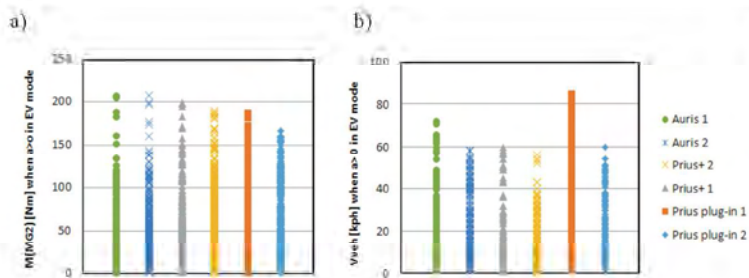 a)
b)
M[MG2] [Nm] when a>0 in EV mode
250
200
150
100
50
0
Vveh [kph] when a>0 in EV mode
100
80
60
40
20
0
Auris 1
Auris 2
Prius+ 2
Prius+ 1
Prius plug-in 1
Prius plug-in 2